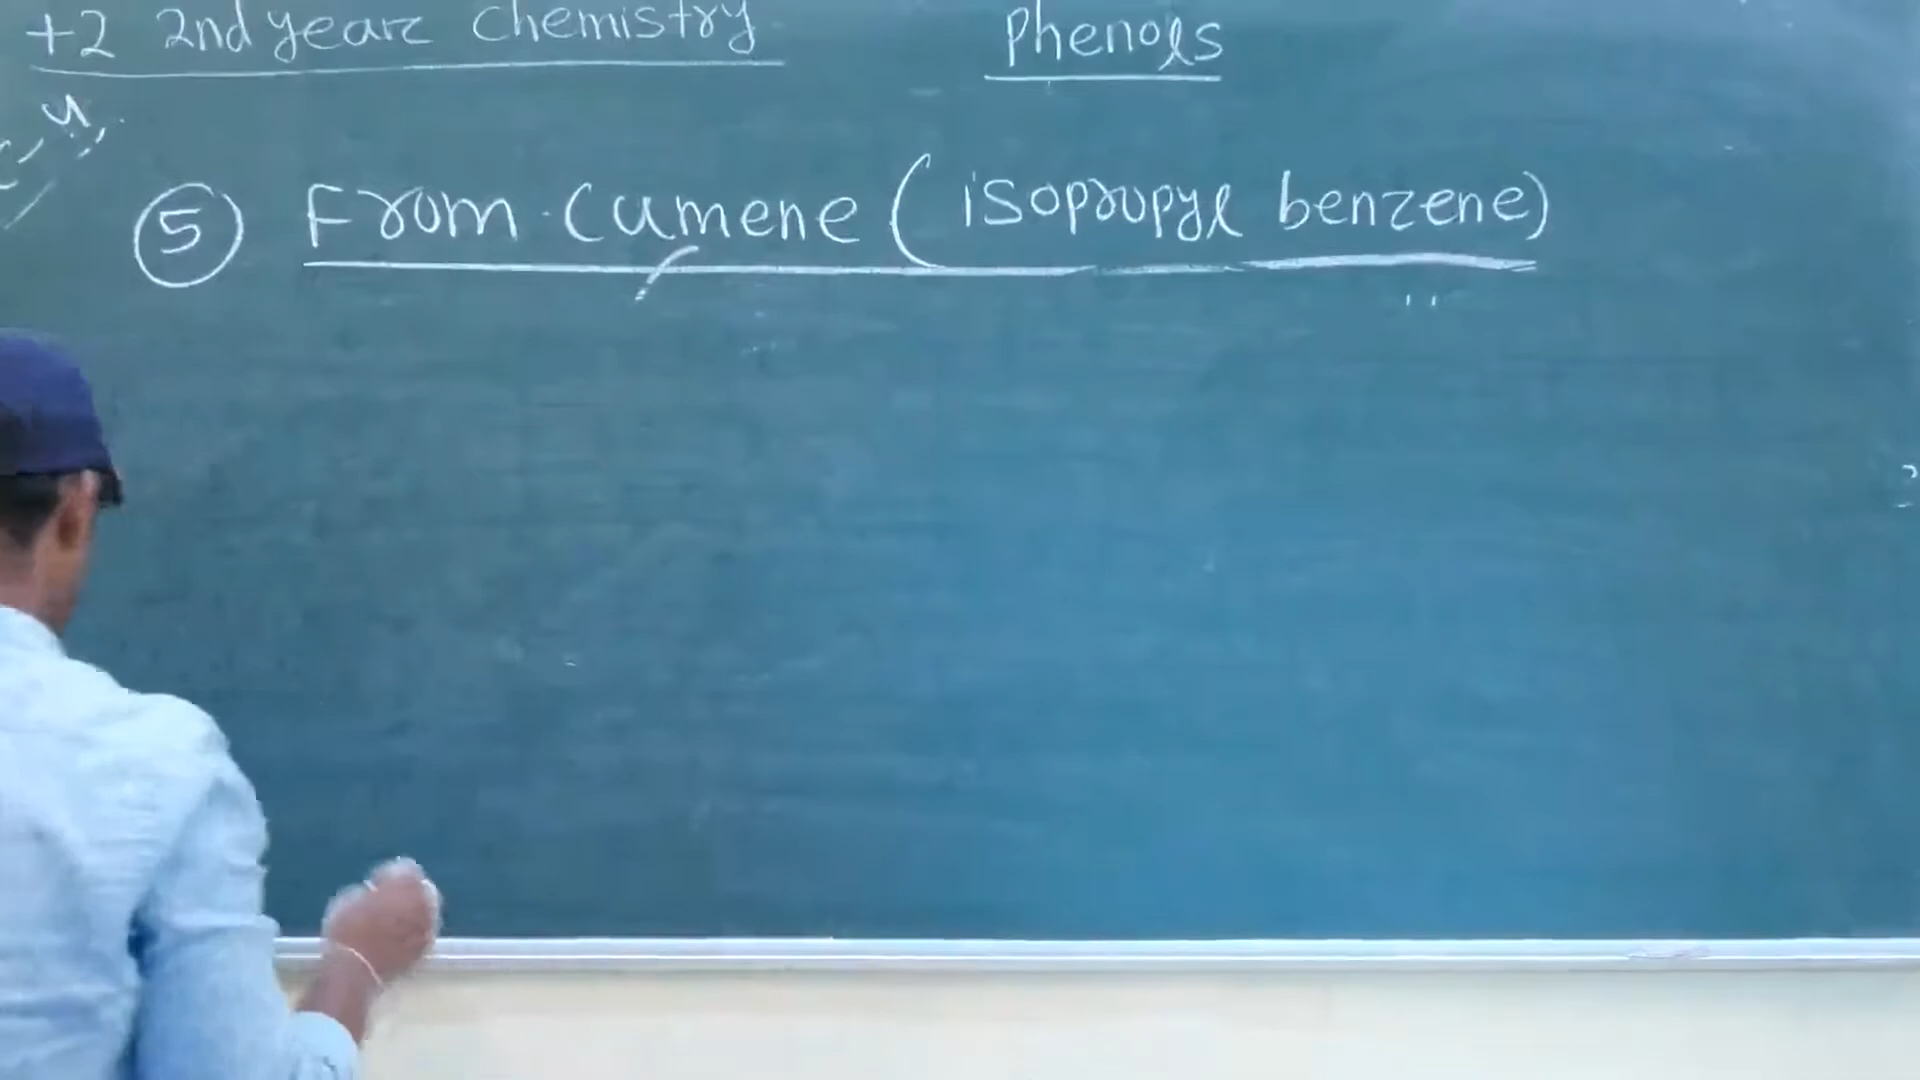 +2 2nd year chemistry
Phenols
5 From Cumene (isopropyl benzene)